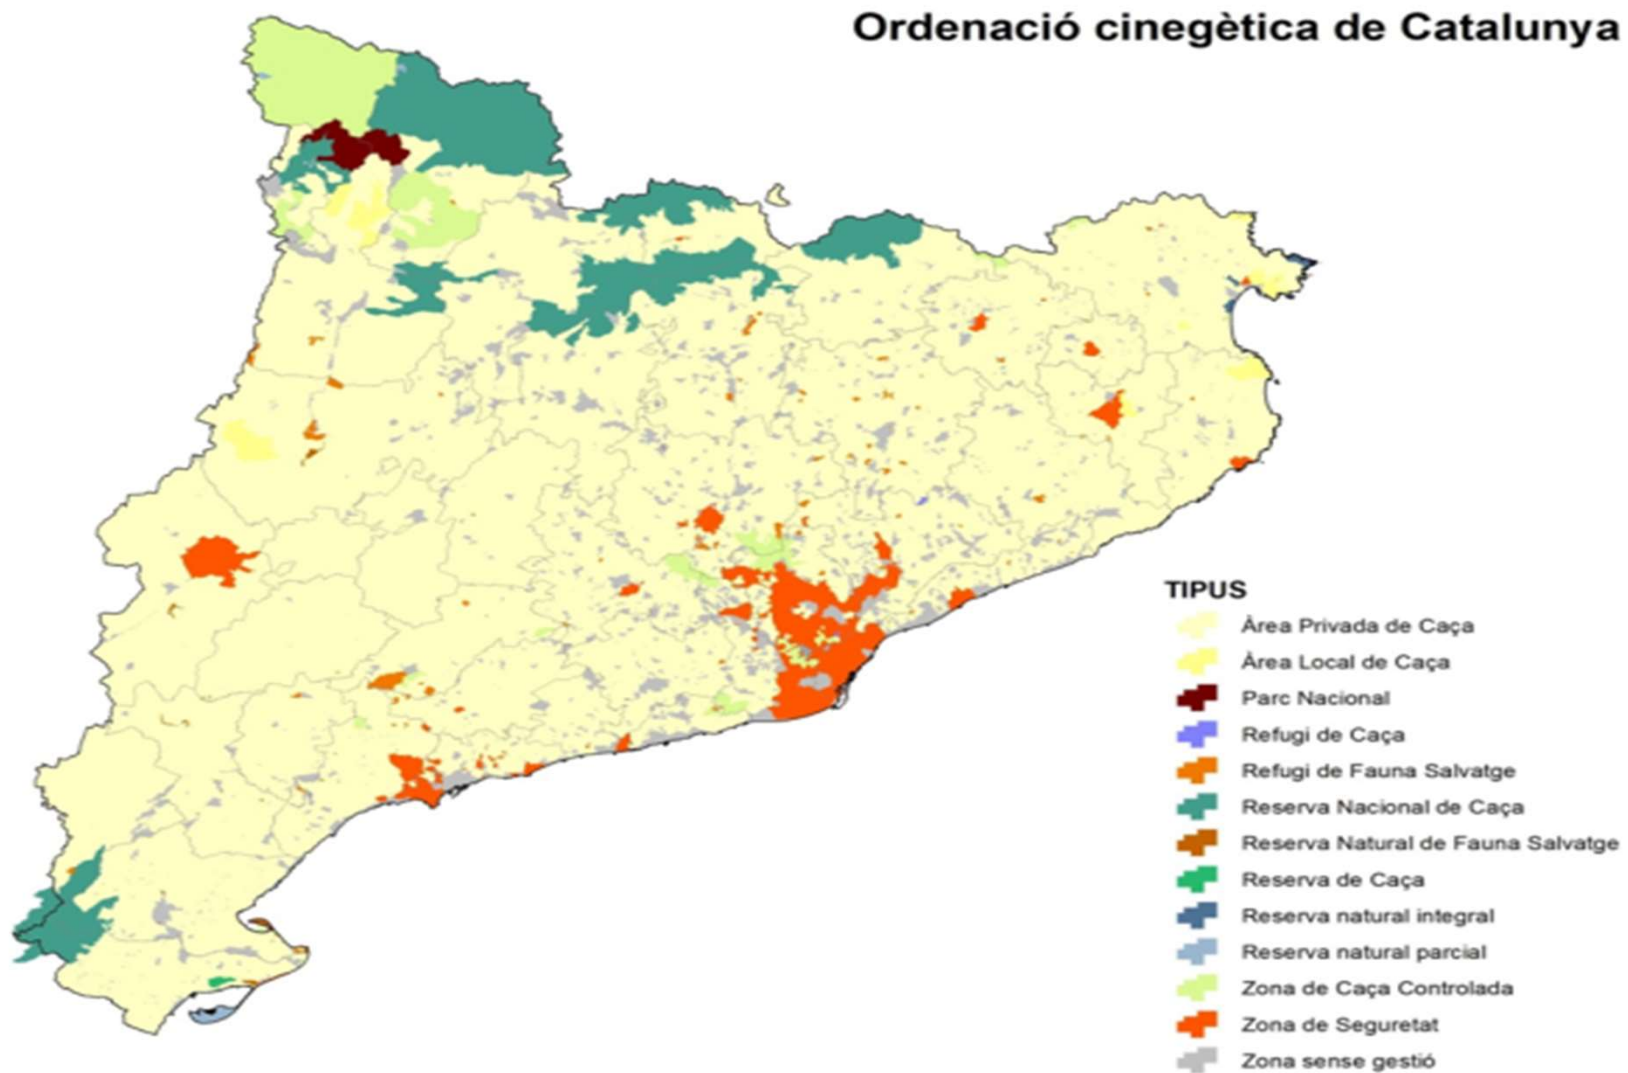 Ordenació cinegètica de Catalunya
TIPUS
Àrea Privada de Caça
Àrea Local de Caça
Parc Nacional
Refugi de Caça
Refugi de Fauna Salvatge
Reserva Nacional de Caça
Reserva Natural de Fauna Salvatge
Reserva de Caça
Reserva natural integral
Reserva natural parcial
Zona de Caça Controlada
Zona de Seguretat
Zona sense gestió